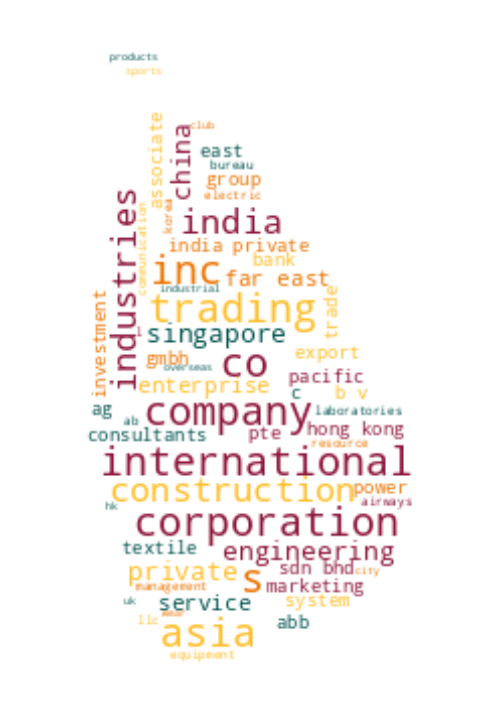 products
sports
club
associate
china
east
bureau
group
electric
industries
communication
korea
india
india private
bank
inc
far east
industrial
investment
trading
trade
l
singapore
gmbh
overseas
co
export
enterprise
pacific
c
b v
ag
ab
company
laboratories
consultants
pte
hong kong
resource
international
construction
power
airways
hk
corporation
textile
engineering
private
s
sdn bhd
city
management
marketing
uk
service
system
llc
wear
asia
abb
equipment